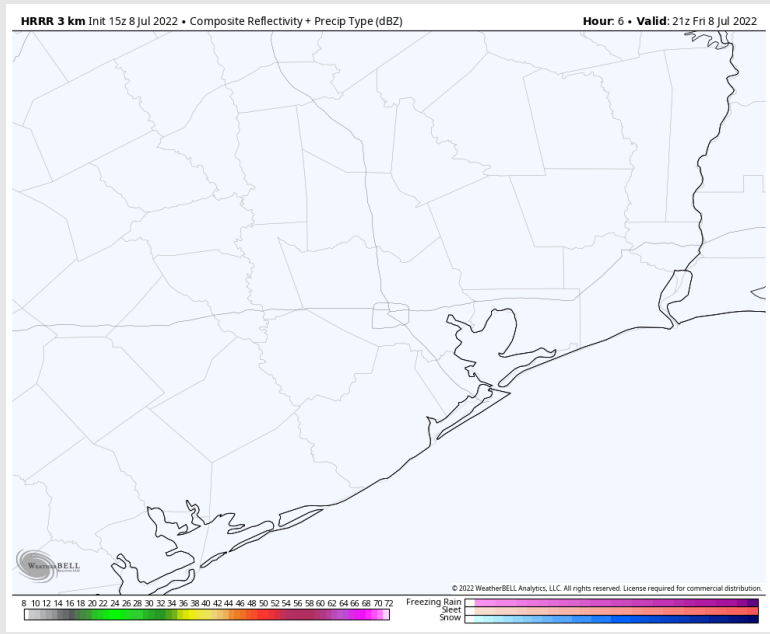 HRRR 3 km Init 15z 8 Jul 2022 • Composite Reflectivity + Precip Type (dBZ)
Hour: 6 • Valid: 21z Fri 8 Jul 2022
WeatherBELL
© 2022 WeatherBELL Analytics, LLC. All rights reserved. License required for commercial distribution.
8 10 12 14 16 18 20 22 24 26 28 30 32 34 36 38 40 42 44 46 48 50 52 54 56 58 60 62 64 66 68 70 72
Freezing Rain
Sleet
Snow